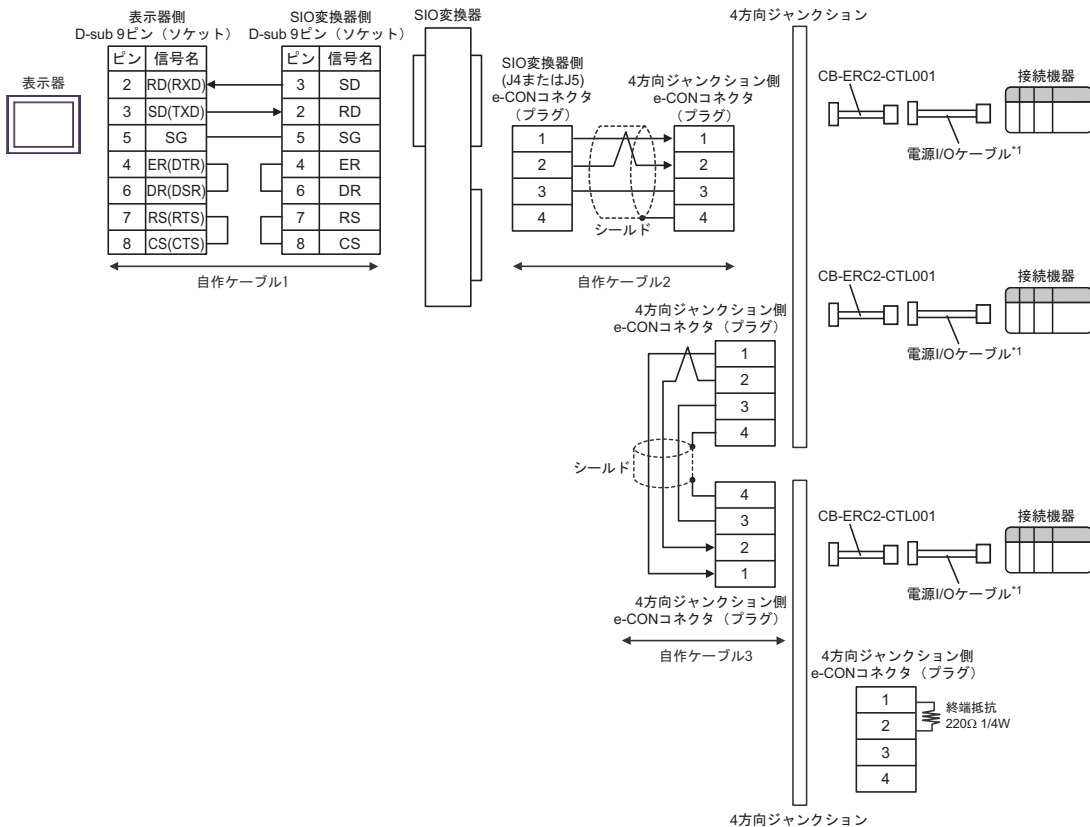 表示器
表示器側
D-sub 9ピン（ソケット）
ピン 信号名
2 RD(RXD)
3 SD(TXD)
5 SG
4 ER(DTR)
6 DR(DSR)
7 RS(RTS)
8 CS(CTS)
SIO変換器側
D-sub 9ピン（ソケット）
ピン 信号名
3 SD
2 RD
5 SG
4 ER
6 DR
7 RS
8 CS
自作ケーブル1
SIO変換器
SIO変換器側
(J4またはJ5)
e-CONコネクタ
（プラグ）
1
2
3
4
シールド
4方向ジャンクション側
e-CONコネクタ
（プラグ）
1
2
3
4
自作ケーブル2
4方向ジャンクション
CB-ERC2-CTL001
電源I/Oケーブル*1
接続機器
CB-ERC2-CTL001
電源I/Oケーブル*1
接続機器
4方向ジャンクション側
e-CONコネクタ（プラグ）
1
2
3
4
シールド
4
3
2
1
4方向ジャンクション側
e-CONコネクタ（プラグ）
自作ケーブル3
CB-ERC2-CTL001
電源I/Oケーブル*1
接続機器
4方向ジャンクション側
e-CONコネクタ（プラグ）
1
2
3
4
終端抵抗
220Ω 1/4W
4方向ジャンクション